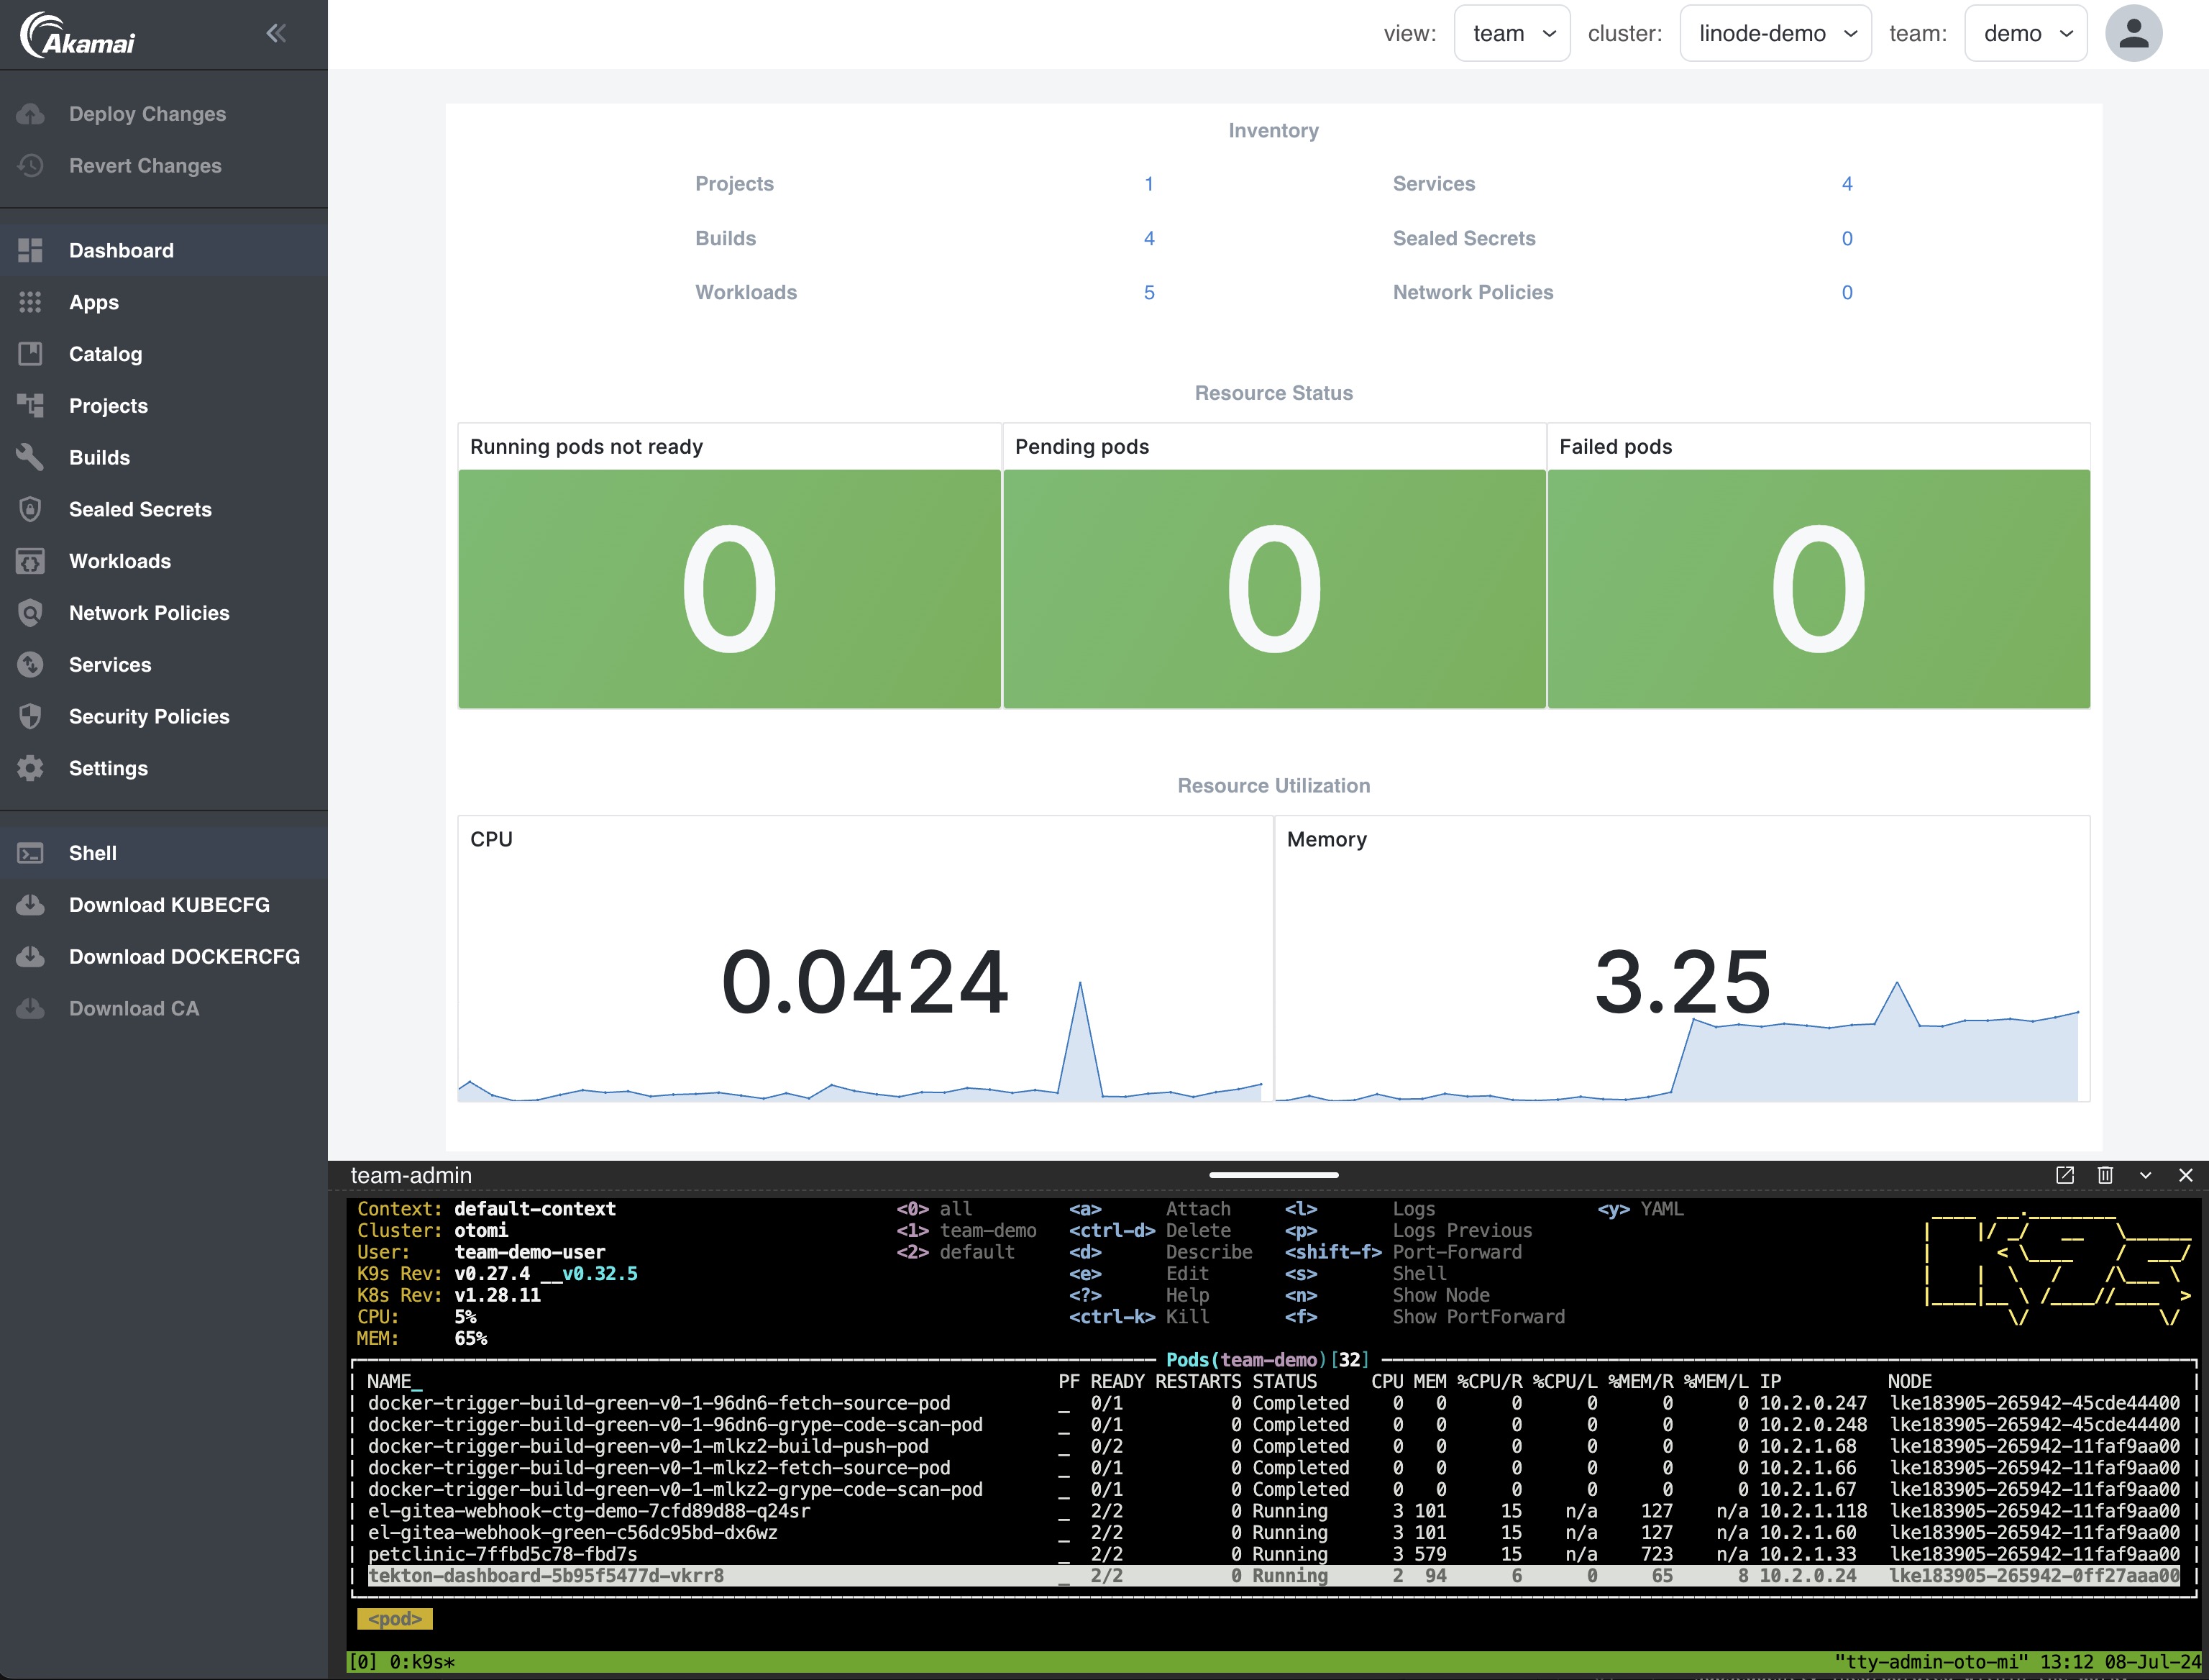 Akamai
view: team cluster: linode-demo team: demo
Deploy Changes
Revert Changes
Dashboard
Apps
Catalog
Projects
Builds
Sealed Secrets
Workloads
Network Policies
Services
Security Policies
Settings
Shell
Download KUBECFG
Download DOCKERCFG
Download CA
Inventory
Projects 1 Services 4
Builds 4 Sealed Secrets 0
Workloads 5 Network Policies 0
Resource Status
Running pods not ready Pending pods Failed pods
0 0 0
Resource Utilization
CPU Memory
0.0424 3.25
team-admin
Context: default-context <0> all <a> Attach <l> Logs <y> YAML
Cluster: otomi <1> team-demo <ctrl-d> Delete <p> Logs Previous
User: team-demo-user <2> default <d> Describe <shift-f> Port-Forward
K9s Rev: v0.27.4 __v0.32.5 <e> Edit <s> Shell
K8s Rev: v1.28.11 <?> Help <n> Show Node
CPU: 5% <ctrl-k> Kill <f> Show PortForward
MEM: 65%
K9s
Pods(team-demo)[32]
NAME_ PF READY RESTARTS STATUS CPU MEM %CPU/R %CPU/L %MEM/R %MEM/L IP NODE
docker-trigger-build-green-v0-1-96dn6-fetch-source-pod _ 0/1 0 Completed 0 0 0 0 0 0 10.2.0.247 lke183905-265942-45cde44400
docker-trigger-build-green-v0-1-96dn6-grype-code-scan-pod _ 0/1 0 Completed 0 0 0 0 0 0 10.2.0.248 lke183905-265942-45cde44400
docker-trigger-build-green-v0-1-mlkz2-build-push-pod _ 0/2 0 Completed 0 0 0 0 0 0 10.2.1.68 lke183905-265942-11faf9aa00
docker-trigger-build-green-v0-1-mlkz2-fetch-source-pod _ 0/1 0 Completed 0 0 0 0 0 0 10.2.1.66 lke183905-265942-11faf9aa00
docker-trigger-build-green-v0-1-mlkz2-grype-code-scan-pod _ 0/1 0 Completed 0 0 0 0 0 0 10.2.1.67 lke183905-265942-11faf9aa00
el-gitea-webhook-ctg-demo-7cfd89d88-q24sr _ 2/2 0 Running 3 101 15 n/a 127 n/a 10.2.1.118 lke183905-265942-11faf9aa00
el-gitea-webhook-green-c56dc95bd-dx6wz _ 2/2 0 Running 3 101 15 n/a 127 n/a 10.2.1.60 lke183905-265942-11faf9aa00
petclinic-7ffbd5c78-fbd7s _ 2/2 0 Running 3 579 15 n/a 723 n/a 10.2.1.33 lke183905-265942-11faf9aa00
tekton-dashboard-5b95f5477d-vkrr8 _ 2/2 0 Running 2 94 6 0 65 8 10.2.0.24 lke183905-265942-0ff27aaa00
<pod>
[0] 0:k9s* "tty-admin-oto-mi" 13:12 08-Jul-24